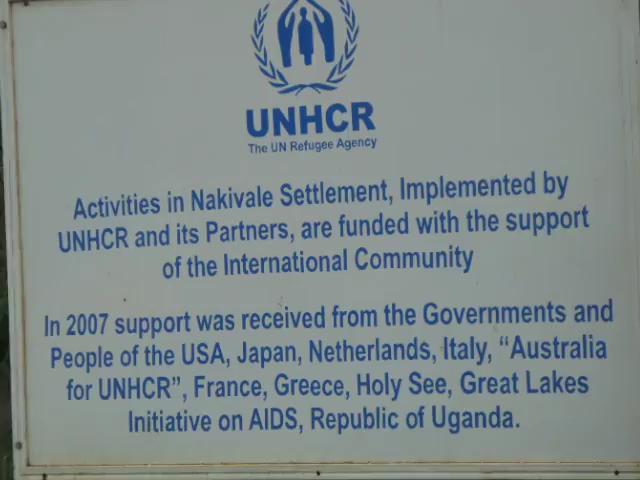 UNHCR
The UN Refugee Agency
Activities in Nakivale Settlement, Implemented by
UNHCR and its Partners, are funded with the support
of the International Community
In 2007 support was received from the Governments and
People of the USA, Japan, Netherlands, Italy, “Australia
for UNHCR”, France, Greece, Holy See, Great Lakes
Initiative on AIDS, Republic of Uganda.